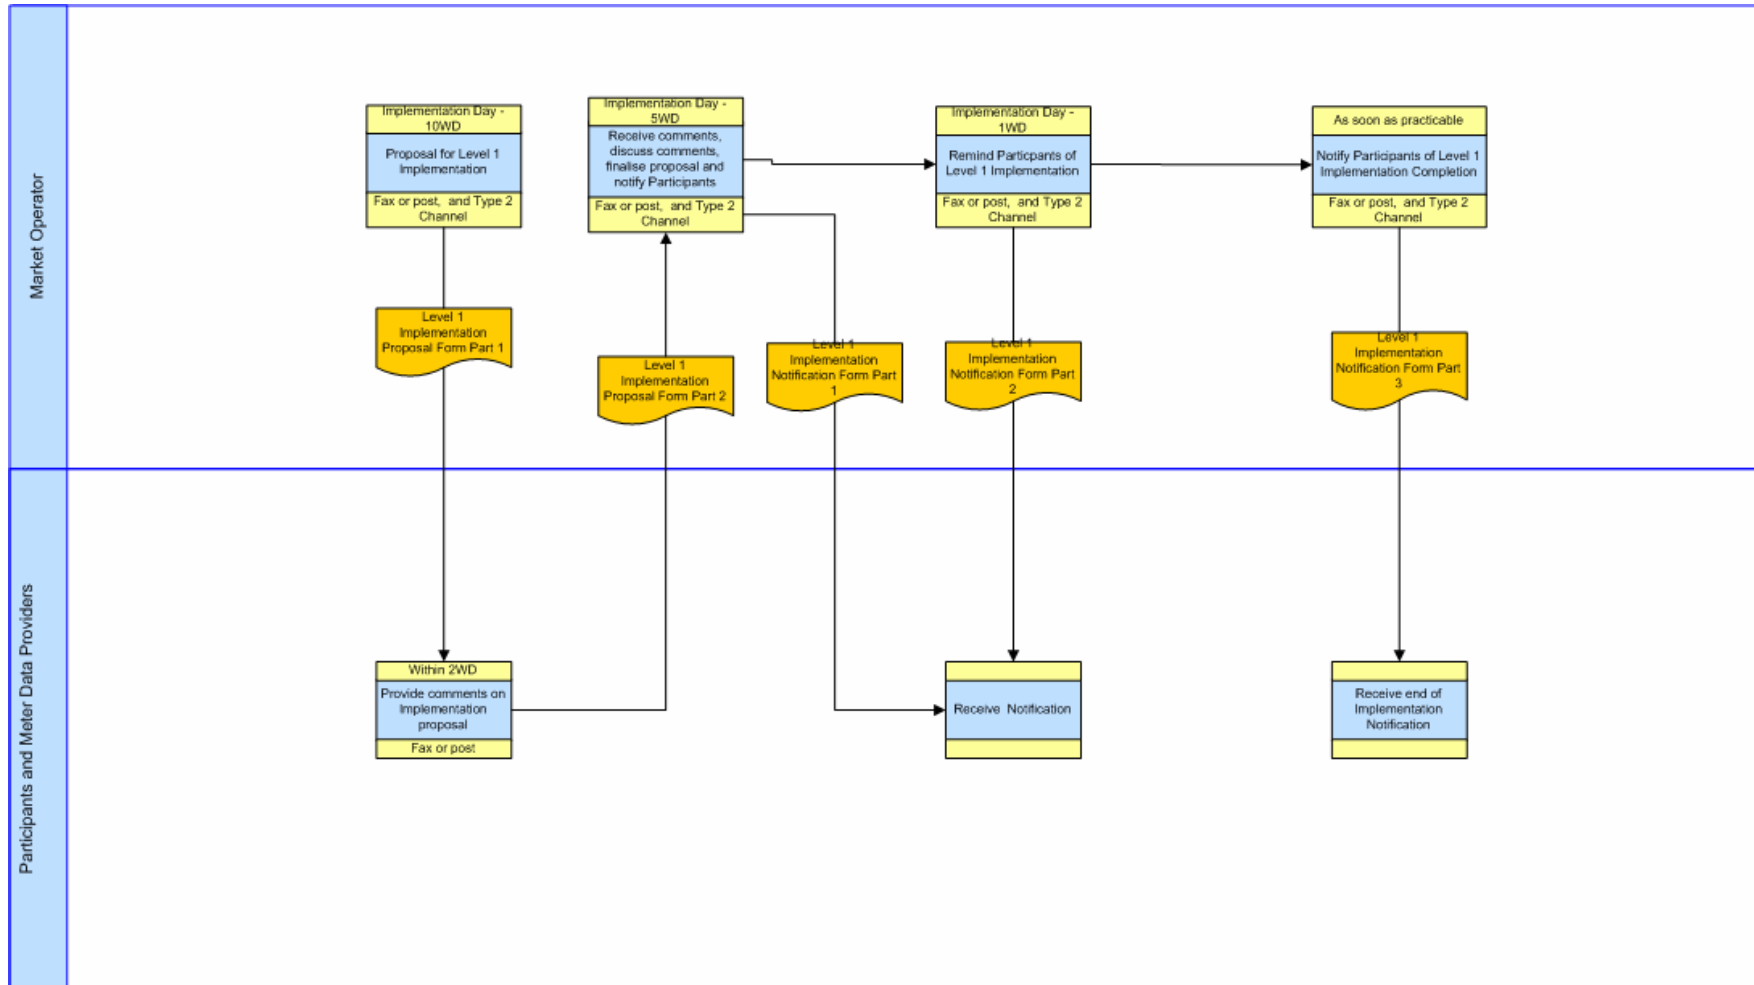 Market Operator
Implementation Day -
10WD
Proposal for Level 1
Implementation
Fax or post,  and Type 2
Channel
Implementation Day -
5WD
Receive comments,
discuss comments,
finalise proposal and
notify Participants
Fax or post,  and Type 2
Channel
Implementation Day -
1WD
Remind Particpants of
Level 1 Implementation
Fax or post,  and Type 2
Channel
As soon as practicable
Notify Participants of Level 1
Implementation Completion
Fax or post,  and Type 2
Channel
Level 1
Implementation
Proposal Form Part 1
Level 1
Implementation
Proposal Form Part 2
Level 1
Implementation
Notification Form Part
1
Level 1
Implementation
Notification Form Part
2
Level 1
Implementation
Notification Form Part
3
Participants and Meter Data Providers
Within 2WD
Provide comments on
Implementation
proposal
Fax or post
Receive  Notification
Receive end of
Implementation
Notification